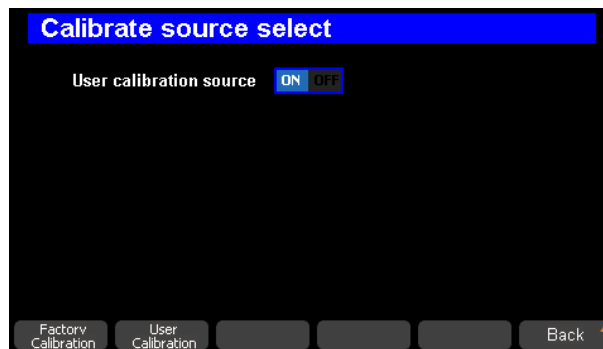 Calibrate source select
User calibration source ON OFF
Factory Calibration
User Calibration
Back